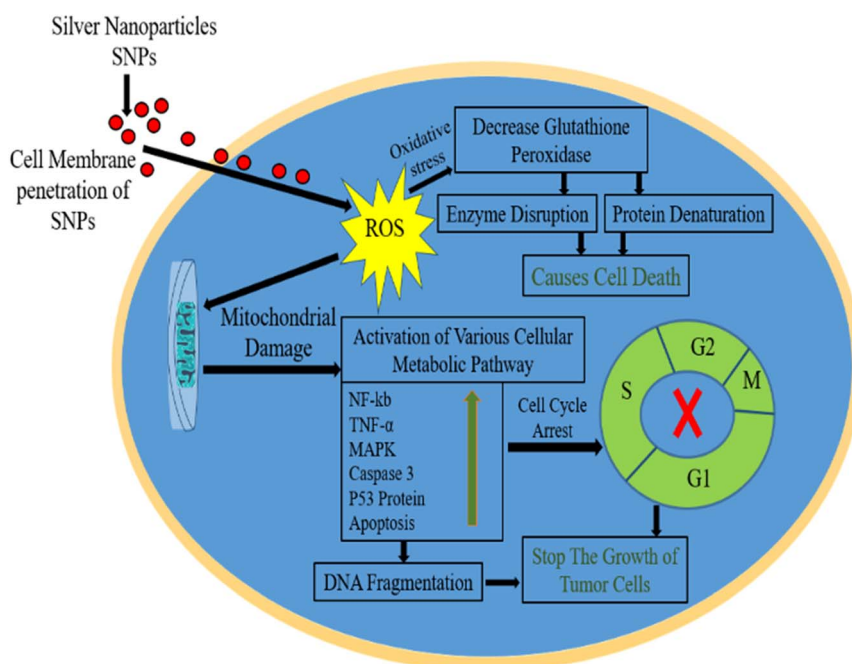 Silver Nanoparticles
SNPs
Cell Membrane
penetration of
SNPs
ROS
Oxidative
stress
Decrease Glutathione
Peroxidase
Enzyme Disruption
Protein Denaturation
Causes Cell Death
Mitochondrial
Damage
Activation of Various Cellular
Metabolic Pathway
NF-kb
TNF-α
MAPK
Caspase 3
P53 Protein
Apoptosis
Cell Cycle
Arrest
S
G2
M
G1
X
DNA Fragmentation
Stop The Growth of
Tumor Cells